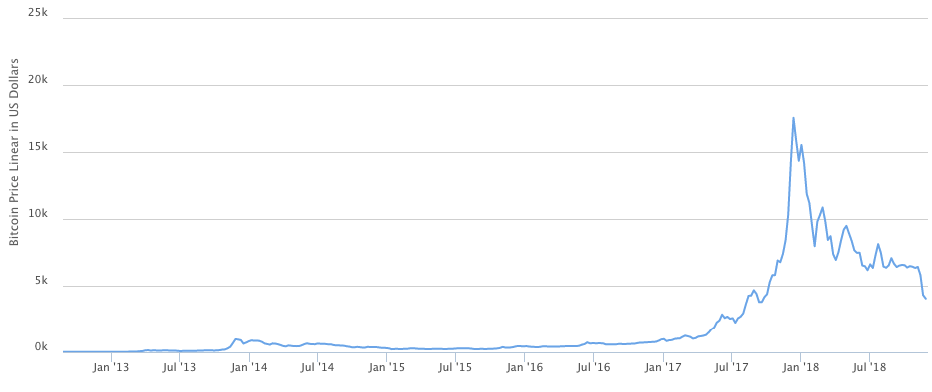 25k
20k
15k
10k
5k
0k
Bitcoin Price Linear in US Dollars
Jan '13
Jul '13
Jan '14
Jul '14
Jan '15
Jul '15
Jan '16
Jul '16
Jan '17
Jul '17
Jan '18
Jul '18